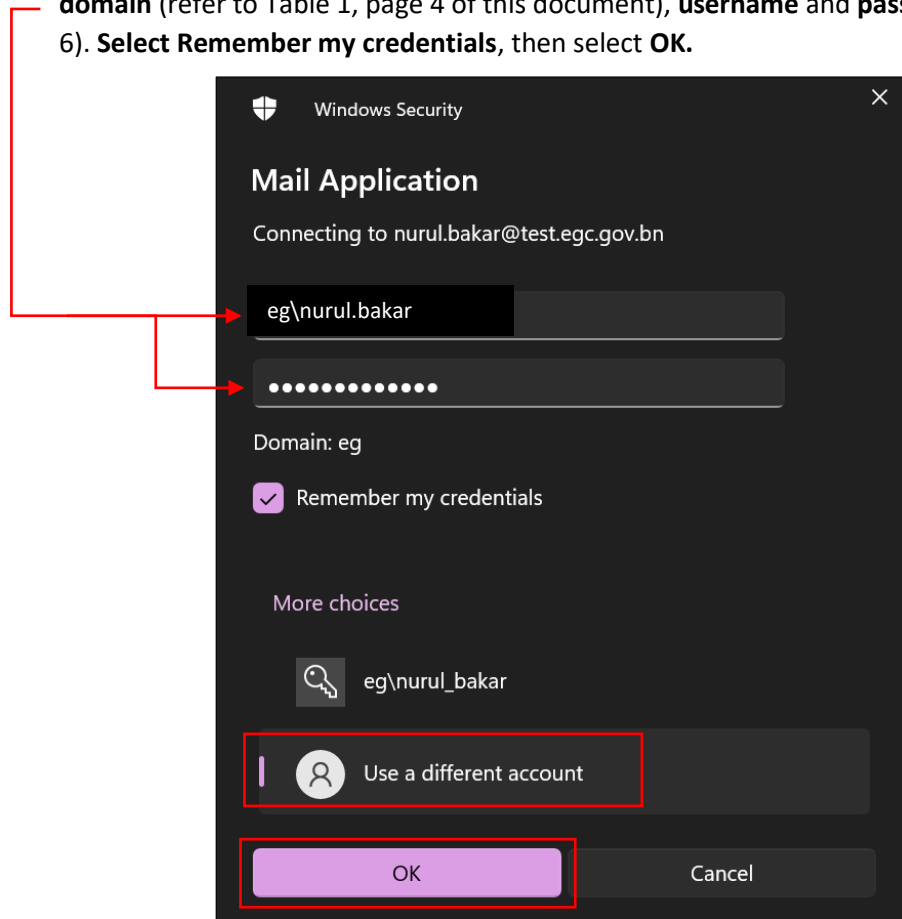 domain (refer to Table 1, page 4 of this document), username and
6). Select Remember my credentials, then select OK.
Windows Security
Mail Application
Connecting to nurul.bakar@test.egc.gov.bn
eg\nurul.bakar
•••••••••••••
Domain: eg
Remember my credentials
More choices
eg\nurul_bakar
Use a different account
OK
Cancel